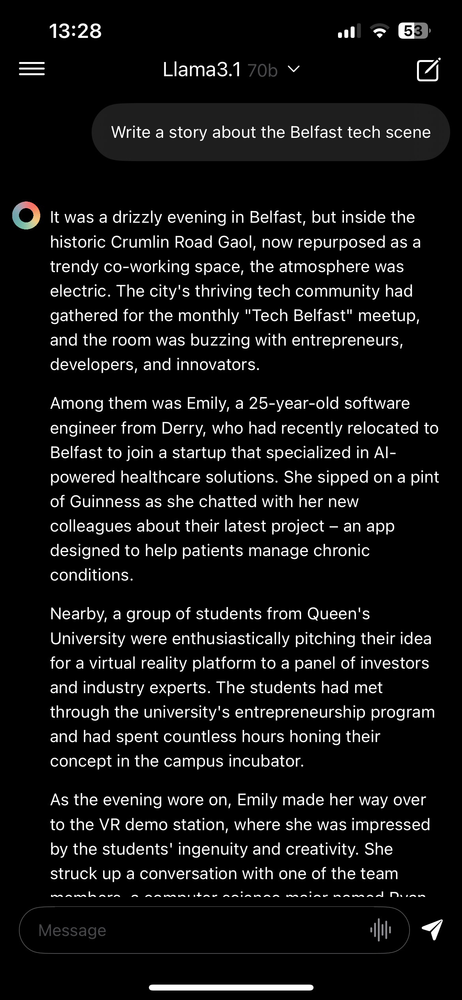 13:28
53
Llama3.1 70b
Write a story about the Belfast tech scene
It was a drizzly evening in Belfast, but inside the
historic Crumlin Road Gaol, now repurposed as a
trendy co-working space, the atmosphere was
electric. The city's thriving tech community had
gathered for the monthly "Tech Belfast" meetup,
and the room was buzzing with entrepreneurs,
developers, and innovators.
Among them was Emily, a 25-year-old software
engineer from Derry, who had recently relocated to
Belfast to join a startup that specialized in AI-
powered healthcare solutions. She sipped on a pint
of Guinness as she chatted with her new
colleagues about their latest project – an app
designed to help patients manage chronic
conditions.
Nearby, a group of students from Queen's
University were enthusiastically pitching their idea
for a virtual reality platform to a panel of investors
and industry experts. The students had met
through the university's entrepreneurship program
and had spent countless hours honing their
concept in the campus incubator.
As the evening wore on, Emily made her way over
to the VR demo station, where she was impressed
by the students' ingenuity and creativity. She
struck up a conversation with one of the team
members, a computer science major named Ryan,
Message